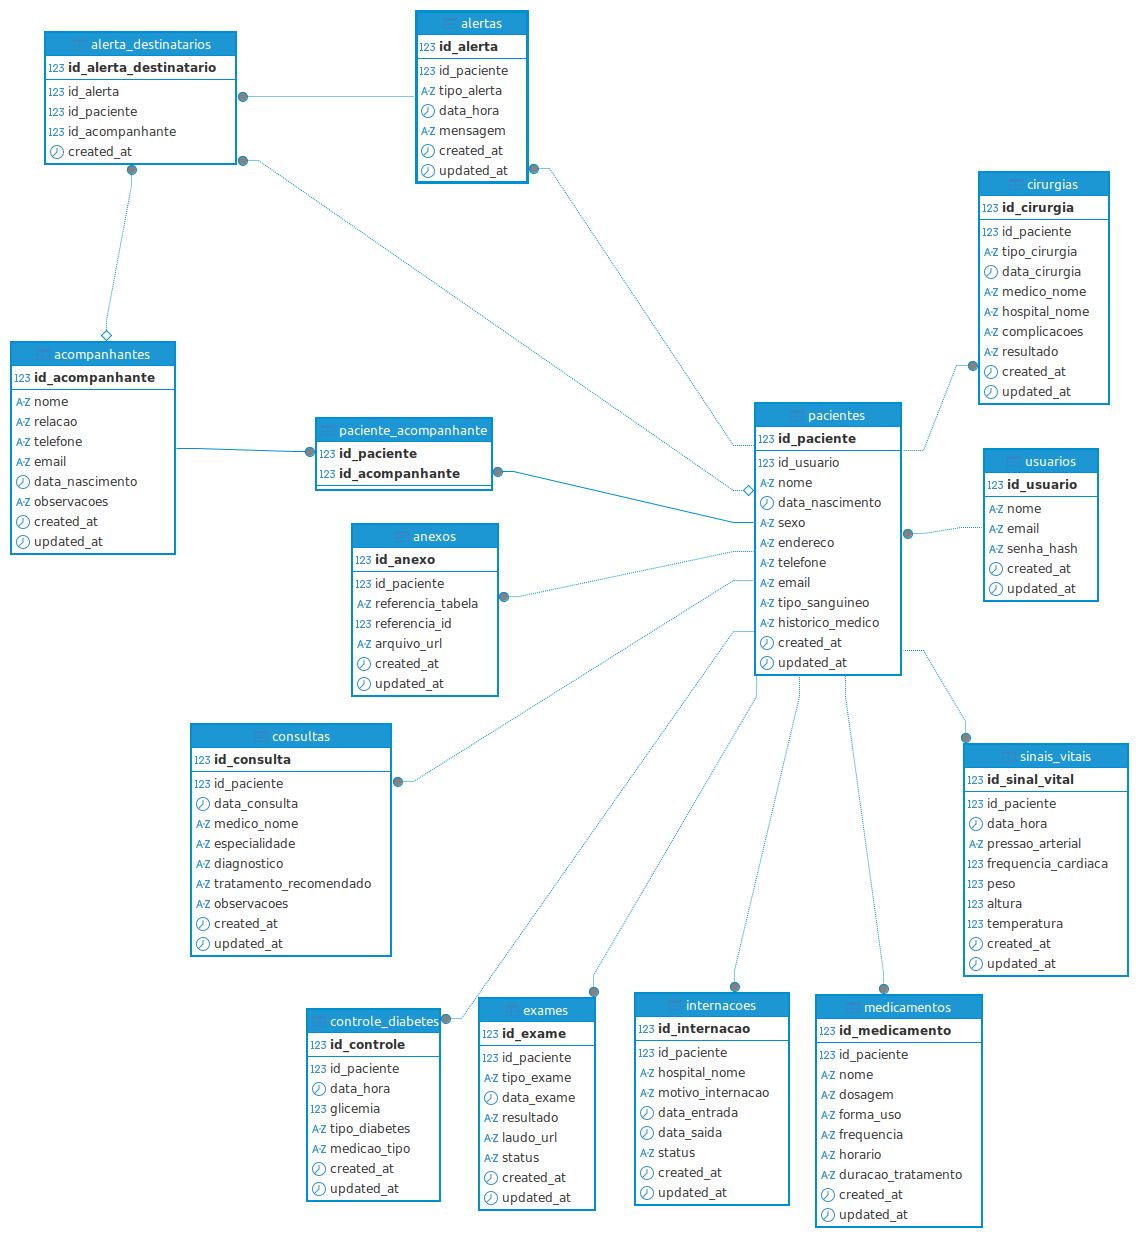 alertas
123 id_alerta
123 id_paciente
A-Z tipo_alerta
data_hora
A-Z mensagem
created_at
updated_at
alerta_destinatarios
123 id_alerta_destinatario
123 id_alerta
123 id_paciente
123 id_acompanhante
created_at
cirurgias
123 id_cirurgia
123 id_paciente
A-Z tipo_cirurgia
data_cirurgia
A-Z medico_nome
A-Z hospital_nome
A-Z complicacoes
A-Z resultado
created_at
updated_at
acompanhantes
123 id_acompanhante
A-Z nome
A-Z relacao
A-Z telefone
A-Z email
data_nascimento
A-Z observacoes
created_at
updated_at
paciente_acompanhante
123 id_paciente
123 id_acompanhante
pacientes
123 id_paciente
123 id_usuario
A-Z nome
data_nascimento
A-Z sexo
A-Z endereco
A-Z telefone
A-Z email
A-Z tipo_sanguineo
A-Z historico_medico
created_at
updated_at
usuarios
123 id_usuario
A-Z nome
A-Z email
A-Z senha_hash
created_at
updated_at
anexos
123 id_anexo
123 id_paciente
A-Z referencia_tabela
123 referencia_id
A-Z arquivo_url
created_at
updated_at
consultas
123 id_consulta
123 id_paciente
data_consulta
A-Z medico_nome
A-Z especialidade
A-Z diagnostico
A-Z tratamento_recomendado
A-Z observacoes
created_at
updated_at
sinais_vitais
123 id_sinal_vital
123 id_paciente
data_hora
A-Z pressao_arterial
123 frequencia_cardiaca
123 peso
123 altura
123 temperatura
created_at
updated_at
controle_diabetes
123 id_controle
123 id_paciente
data_hora
123 glicemia
A-Z tipo_diabetes
A-Z medicao_tipo
created_at
updated_at
exames
123 id_exame
123 id_paciente
A-Z tipo_exame
data_exame
A-Z resultado
A-Z laudo_url
A-Z status
created_at
updated_at
internacoes
123 id_internacao
123 id_paciente
A-Z hospital_nome
A-Z motivo_internacao
data_entrada
data_saida
A-Z status
created_at
updated_at
medicamentos
123 id_medicamento
123 id_paciente
A-Z nome
A-Z dosagem
A-Z forma_uso
A-Z frequencia
A-Z horario
A-Z duracao_tratamento
created_at
updated_at